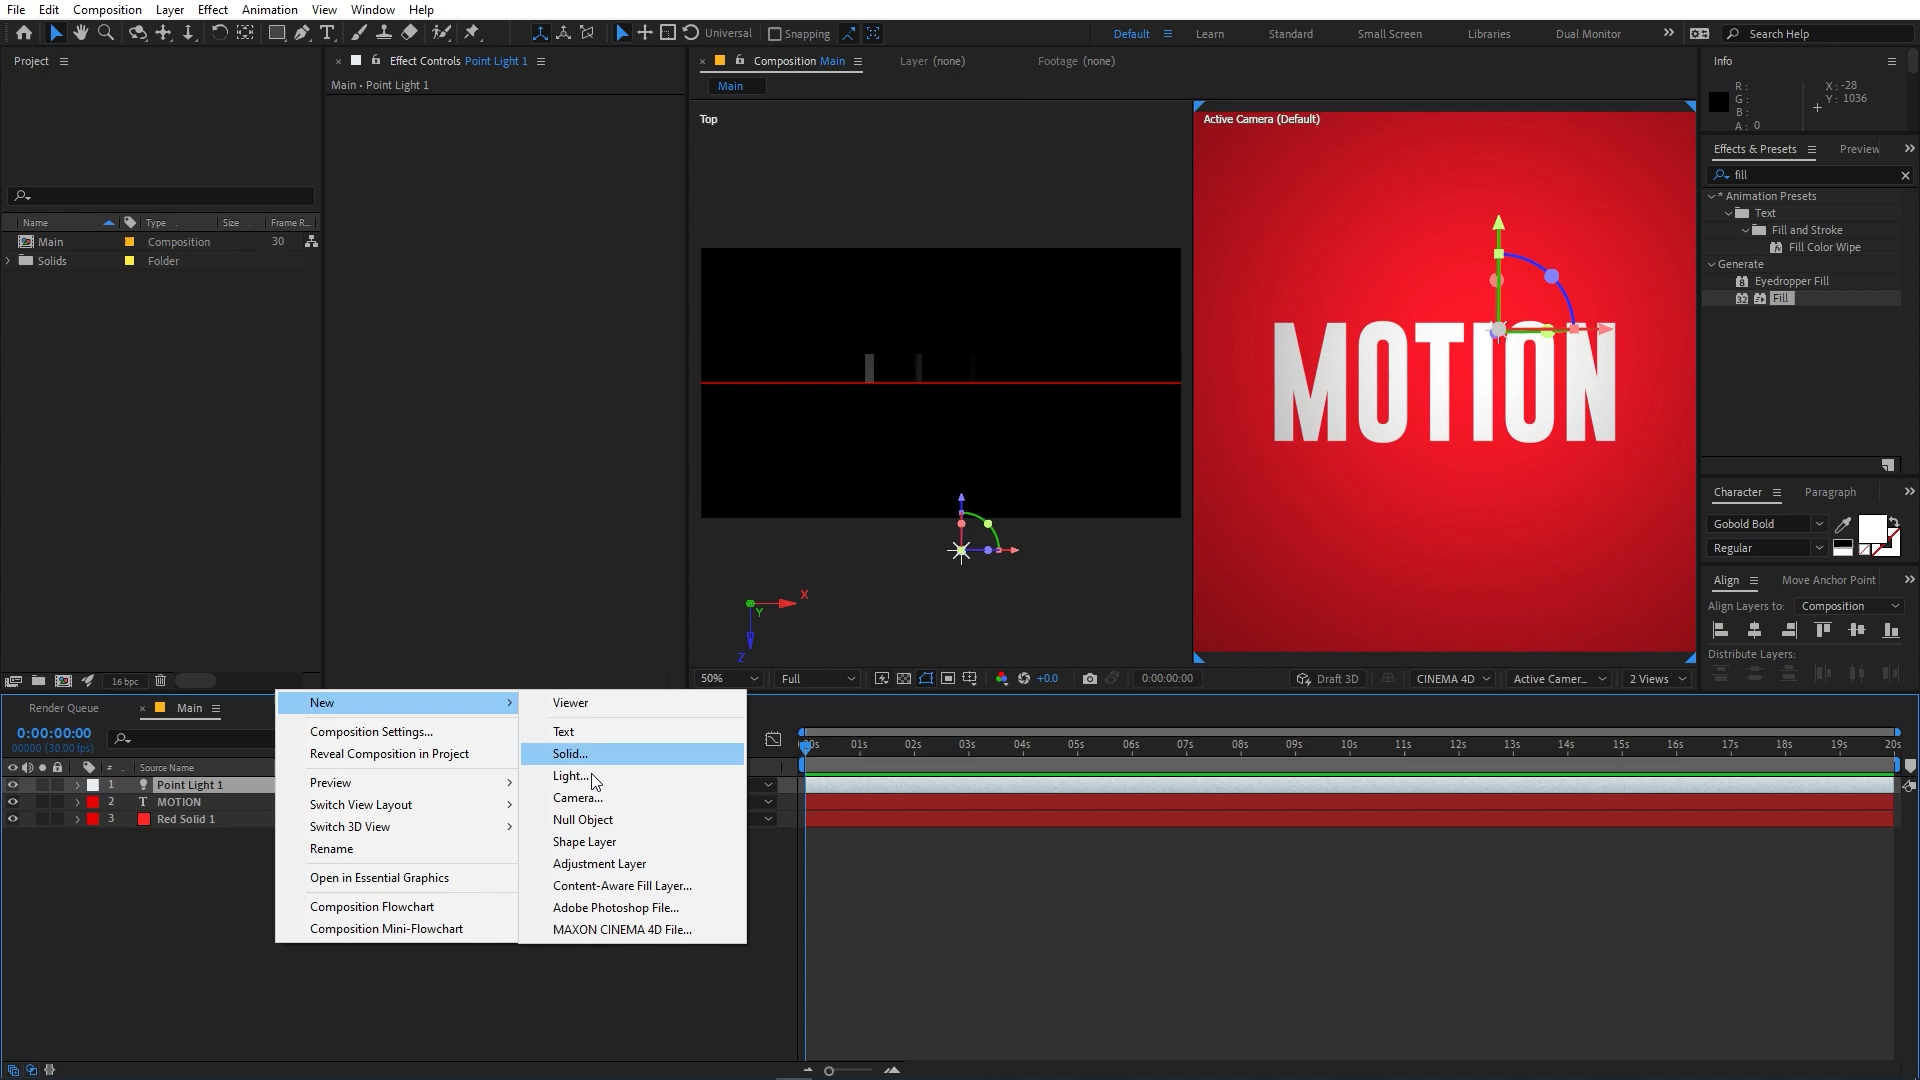 File Edit Composition Layer Effect Animation View Window Help
Universal Snapping Default Learn Standard Small Screen Libraries Dual Monitor Search Help
Project
Effect Controls Point Light 1
Main • Point Light 1
Composition Main
Layer (none)
Footage (none)
Main
Top
Active Camera (Default)
MOTION
X
Y
Z
Name Type Size Frame R...
Main Composition 30
Solids Folder
16 bpc
50% Full +0.0 0:00:00:00 Draft 3D CINEMA 4D Active Camer... 2 Views
Info
R:
G:
B:
A: 0
X: -28
Y: 1036
Effects & Presets Preview
fill
* Animation Presets
Text
Fill and Stroke
Fill Color Wipe
Generate
Eyedropper Fill
32 Fill
Character Paragraph
Gobold Bold
Regular
Align Move Anchor Point
Align Layers to: Composition
Distribute Layers:
Render Queue Main
0:00:00:00
00000 (30.00 fps)
# Source Name
1 Point Light 1
2 T MOTION
3 Red Solid 1
New
Composition Settings...
Reveal Composition in Project
Preview
Switch View Layout
Switch 3D View
Rename
Open in Essential Graphics
Composition Flowchart
Composition Mini-Flowchart
Viewer
Text
Solid...
Light...
Camera...
Null Object
Shape Layer
Adjustment Layer
Content-Aware Fill Layer...
Adobe Photoshop File...
MAXON CINEMA 4D File...
01s 02s 03s 04s 05s 06s 07s 08s 09s 10s 11s 12s 13s 14s 15s 16s 17s 18s 19s 20s